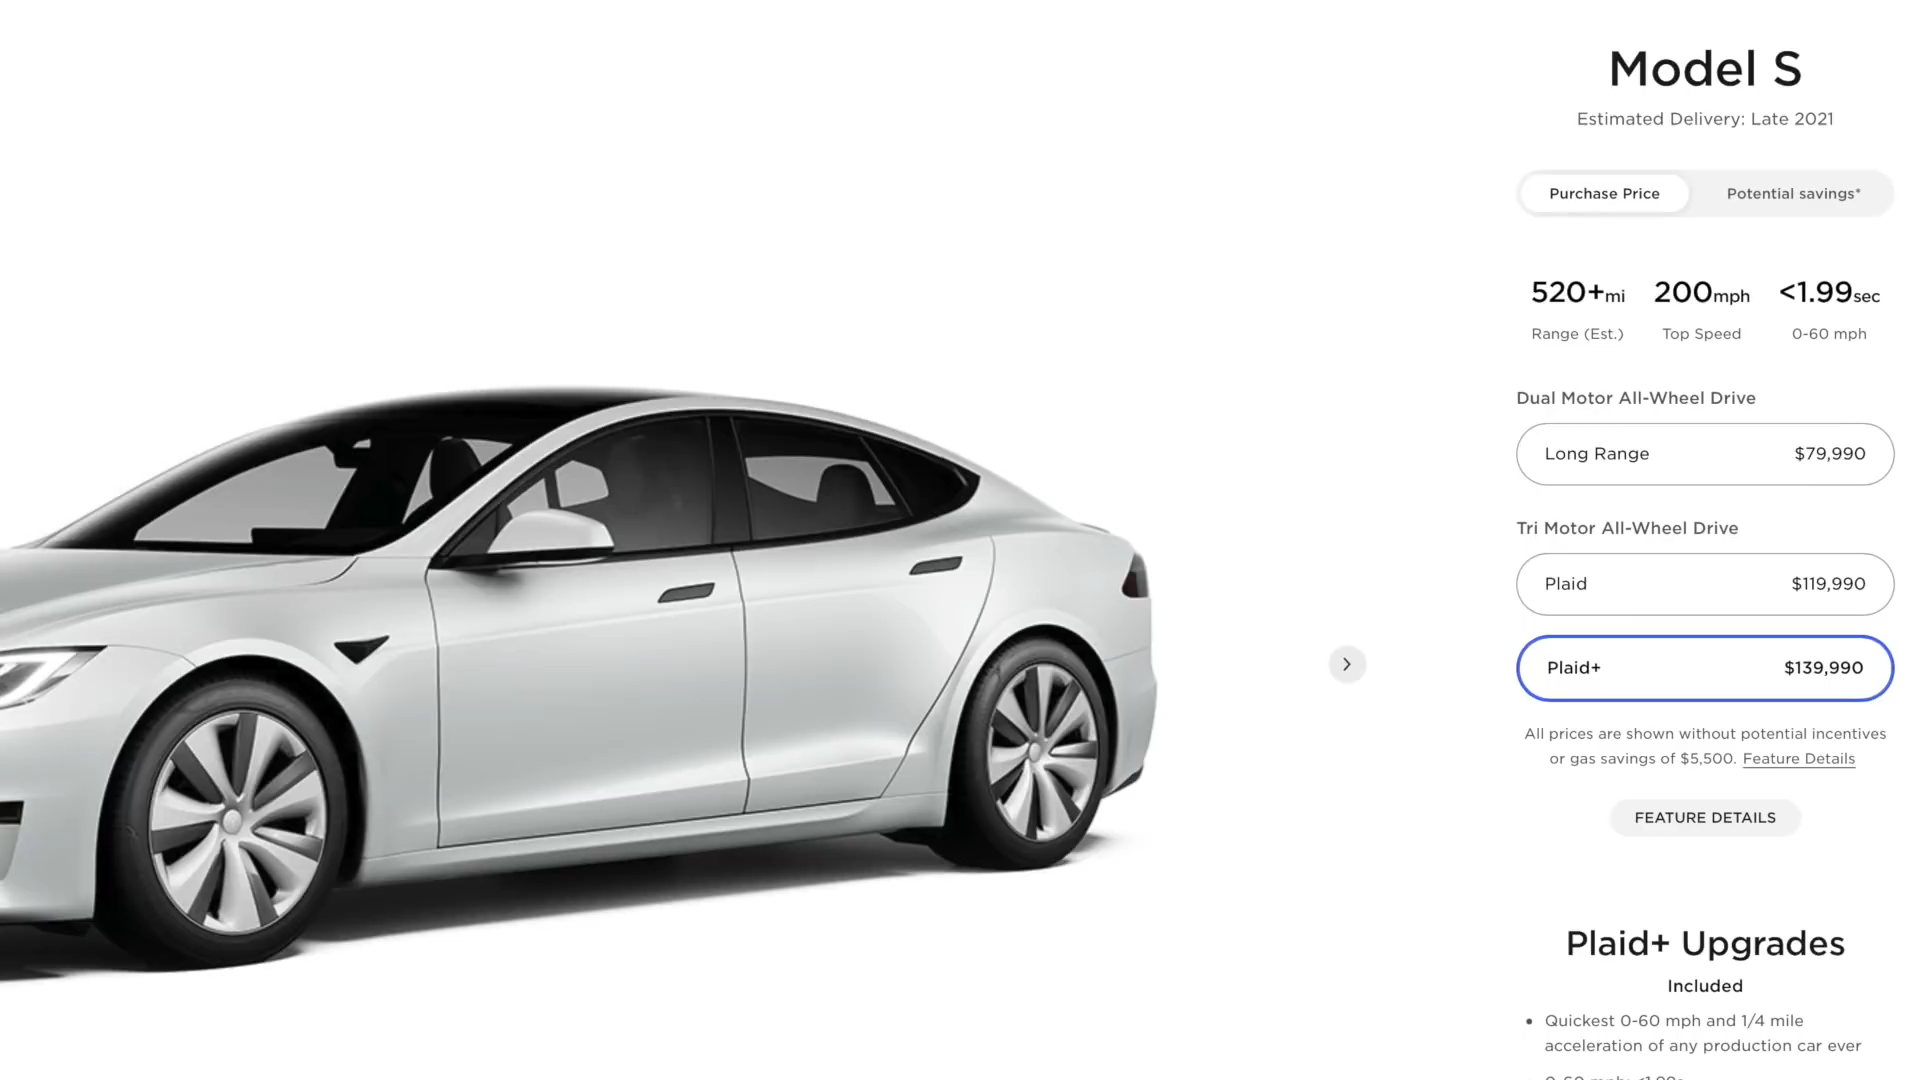 Model S
Estimated Delivery: Late 2021
Purchase Price Potential savings*
520+mi 200mph <1.99sec
Range (Est.) Top Speed 0-60 mph
Dual Motor All-Wheel Drive
Long Range $79,990
Tri Motor All-Wheel Drive
Plaid $119,990
Plaid+ $139,990
All prices are shown without potential incentives
or gas savings of $5,500. Feature Details
FEATURE DETAILS
Plaid+ Upgrades
Included
• Quickest 0-60 mph and 1/4 mile
acceleration of any production car ever